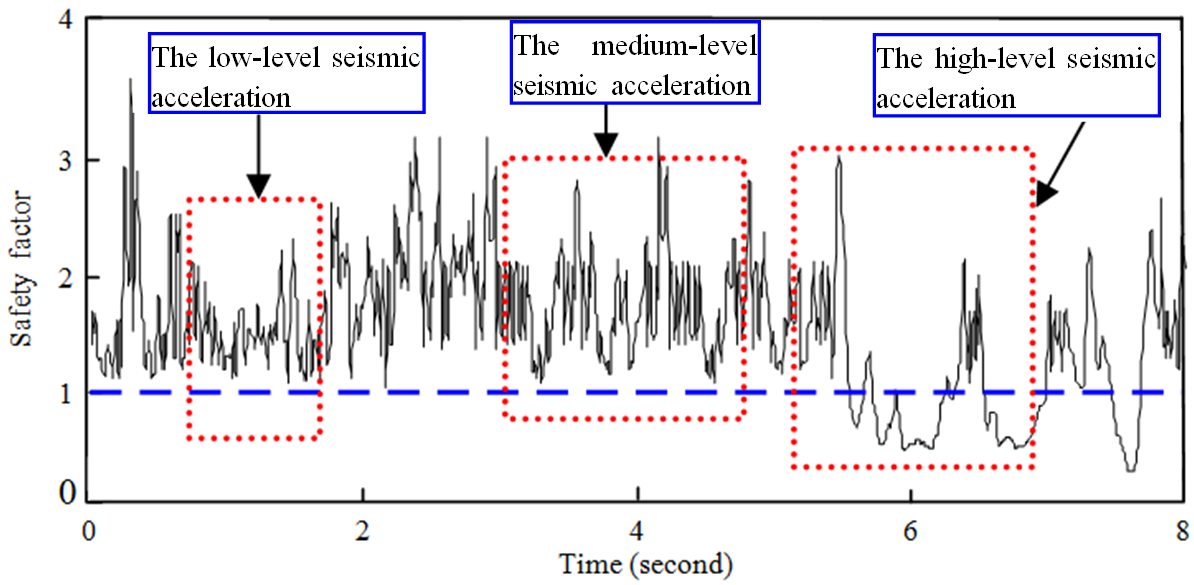 4
The low-level seismic
acceleration
The medium-level
seismic acceleration
The high-level seismic
acceleration
3
2
1
0
Safety factor
0 2 4 6 8
Time (second)